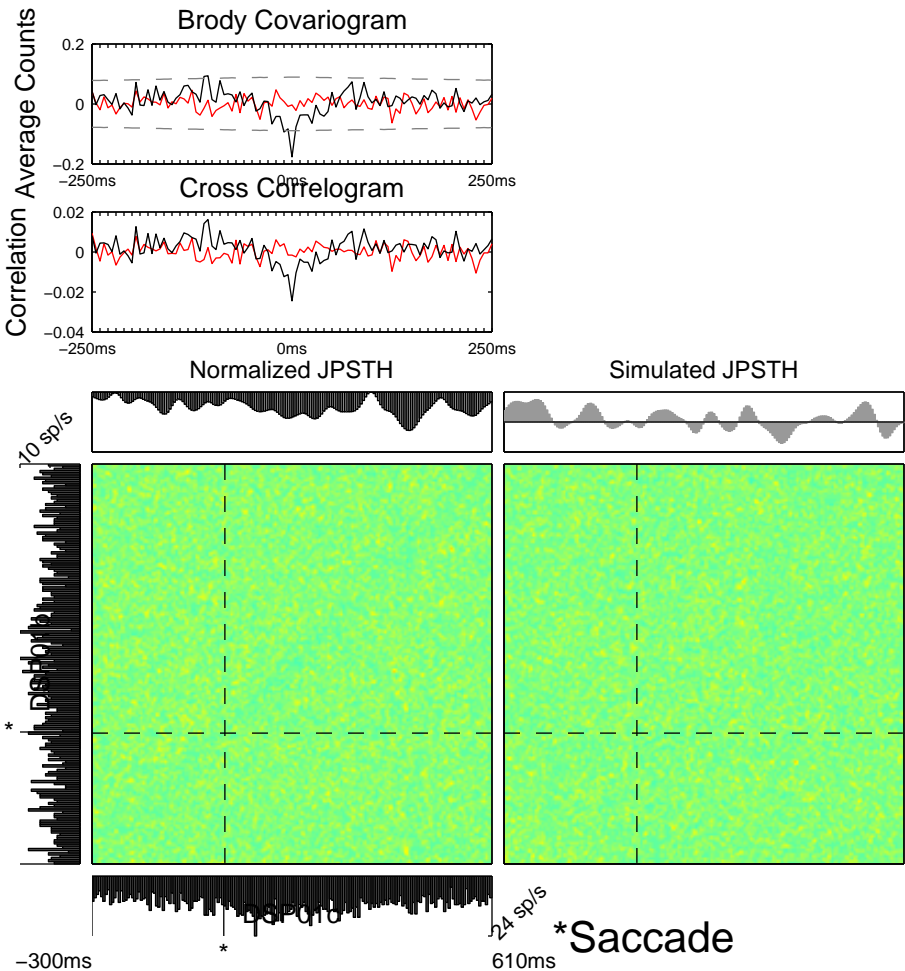 Brody Covariogram
Average Counts
0.2
0
−0.2
−250ms
0ms
250ms
Cross Correlogram
Correlation
0.02
0
−0.02
−0.04
−250ms
0ms
250ms
Normalized JPSTH
Simulated JPSTH
10 sp/s
*
24 sp/s
*
*Saccade
−300ms
610ms